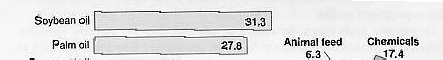 Soybean oil 31.3
Palm oil 27.8
Animal feed Chemicals
6.3 17.4